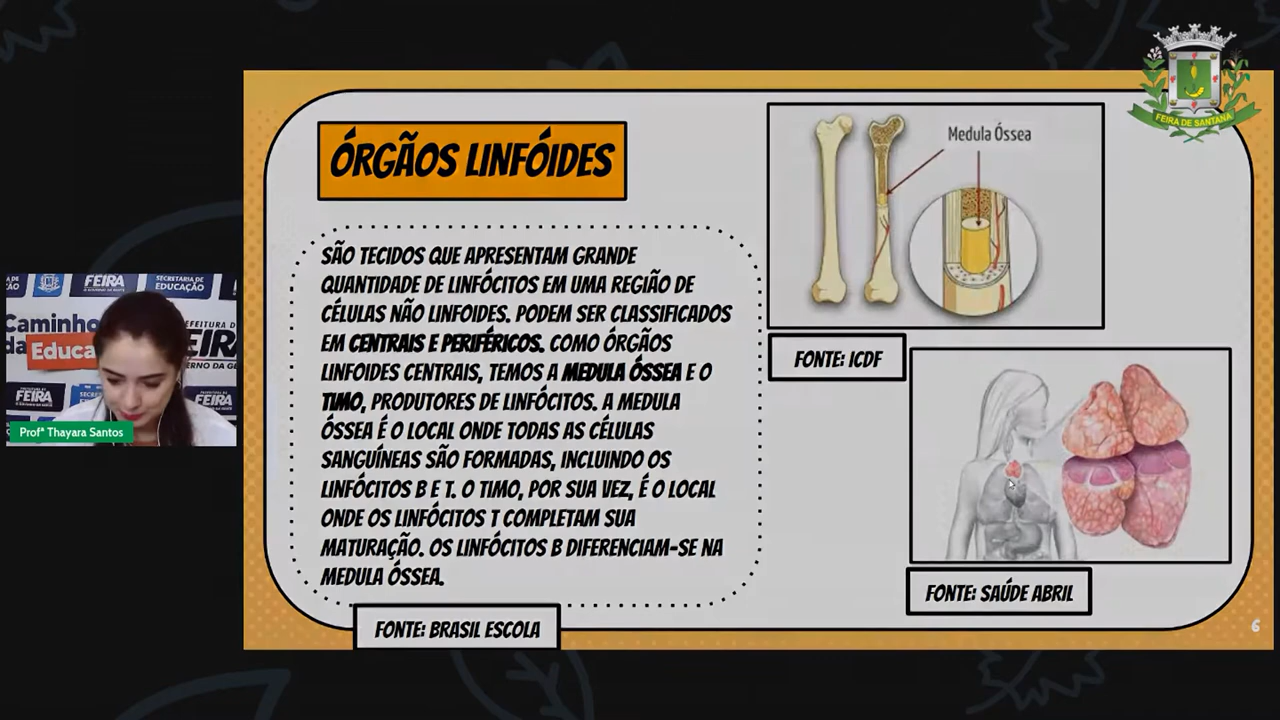 FEIRA DE SANTANA
ÓRGÃOS LINFÓIDES
SÃO TECIDOS QUE APRESENTAM GRANDE
QUANTIDADE DE LINFÓCITOS EM UMA REGIÃO DE
CÉLULAS NÃO LINFOIDES. PODEM SER CLASSIFICADOS
EM CENTRAIS E PERIFÉRICOS. COMO ÓRGÃOS
LINFOIDES CENTRAIS, TEMOS A MEDULA ÓSSEA E O
TIMO, PRODUTORES DE LINFÓCITOS. A MEDULA
ÓSSEA É O LOCAL ONDE TODAS AS CÉLULAS
SANGUÍNEAS SÃO FORMADAS, INCLUINDO OS
LINFÓCITOS B E T. O TIMO, POR SUA VEZ, É O LOCAL
ONDE OS LINFÓCITOS T COMPLETAM SUA
MATURAÇÃO. OS LINFÓCITOS B DIFERENCIAM-SE NA
MEDULA ÓSSEA.
FONTE: BRASIL ESCOLA
Medula Óssea
FONTE: ICDF
FONTE: SAÚDE ABRIL
6
FEIRA
SECRETARIA DE
EDUCAÇÃO
Caminho
da Educa
FEIRA
FEIRA
Profª Thayara Santos